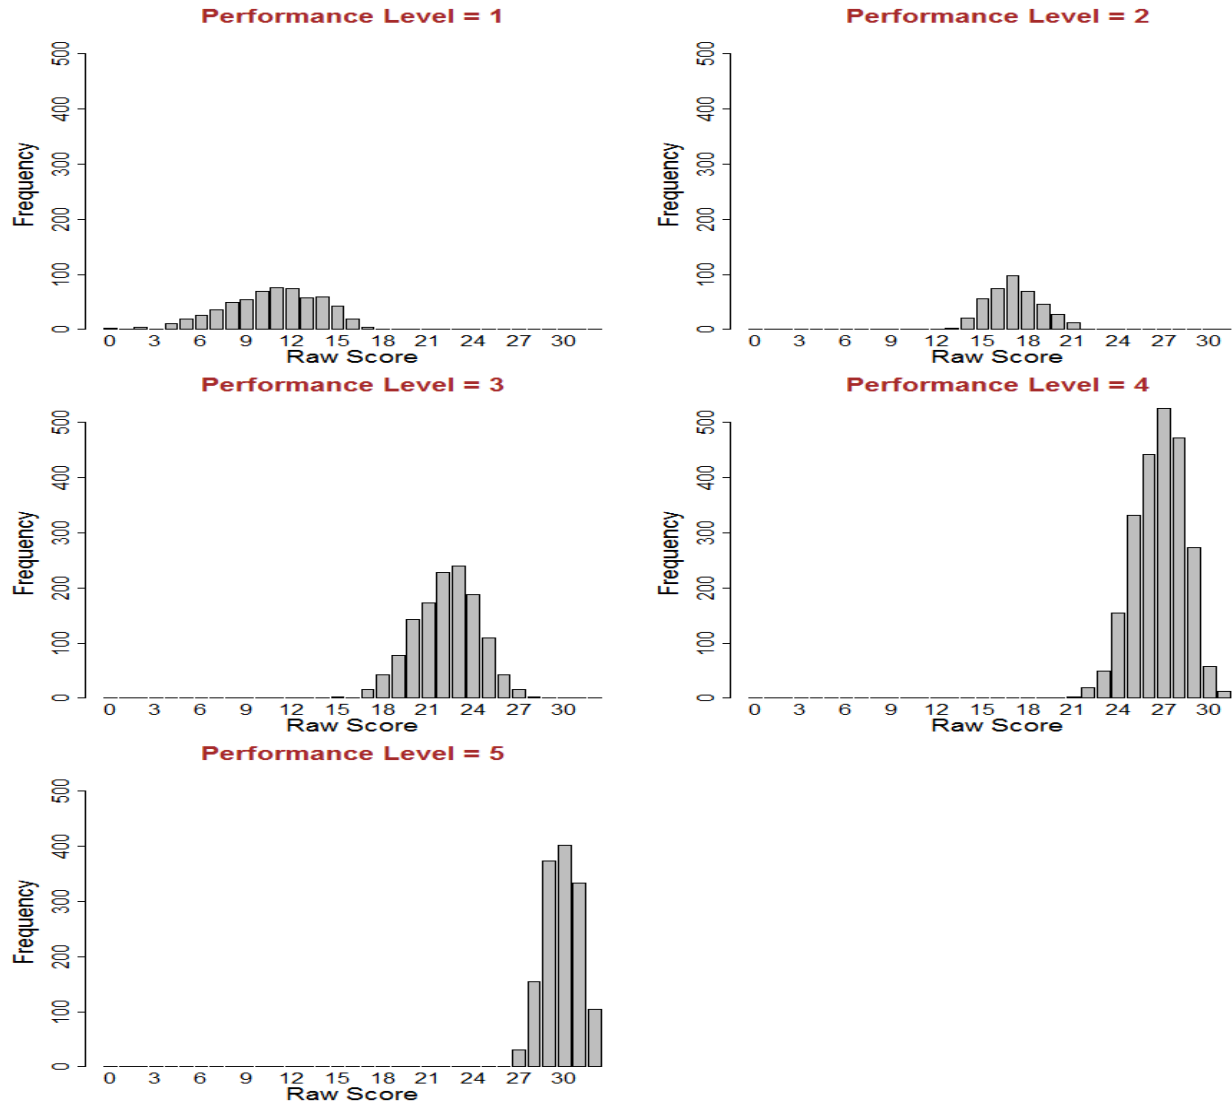 Performance Level = 1
500
400
300
200
100
0
Frequency
0 3 6 9 12 15 18 21 24 27 30
Raw Score
Performance Level = 2
500
400
300
200
100
0
Frequency
0 3 6 9 12 15 18 21 24 27 30
Raw Score
Performance Level = 3
500
400
300
200
100
0
Frequency
0 3 6 9 12 15 18 21 24 27 30
Raw Score
Performance Level = 4
500
400
300
200
100
0
Frequency
0 3 6 9 12 15 18 21 24 27 30
Raw Score
Performance Level = 5
500
400
300
200
100
0
Frequency
0 3 6 9 12 15 18 21 24 27 30
Raw Score